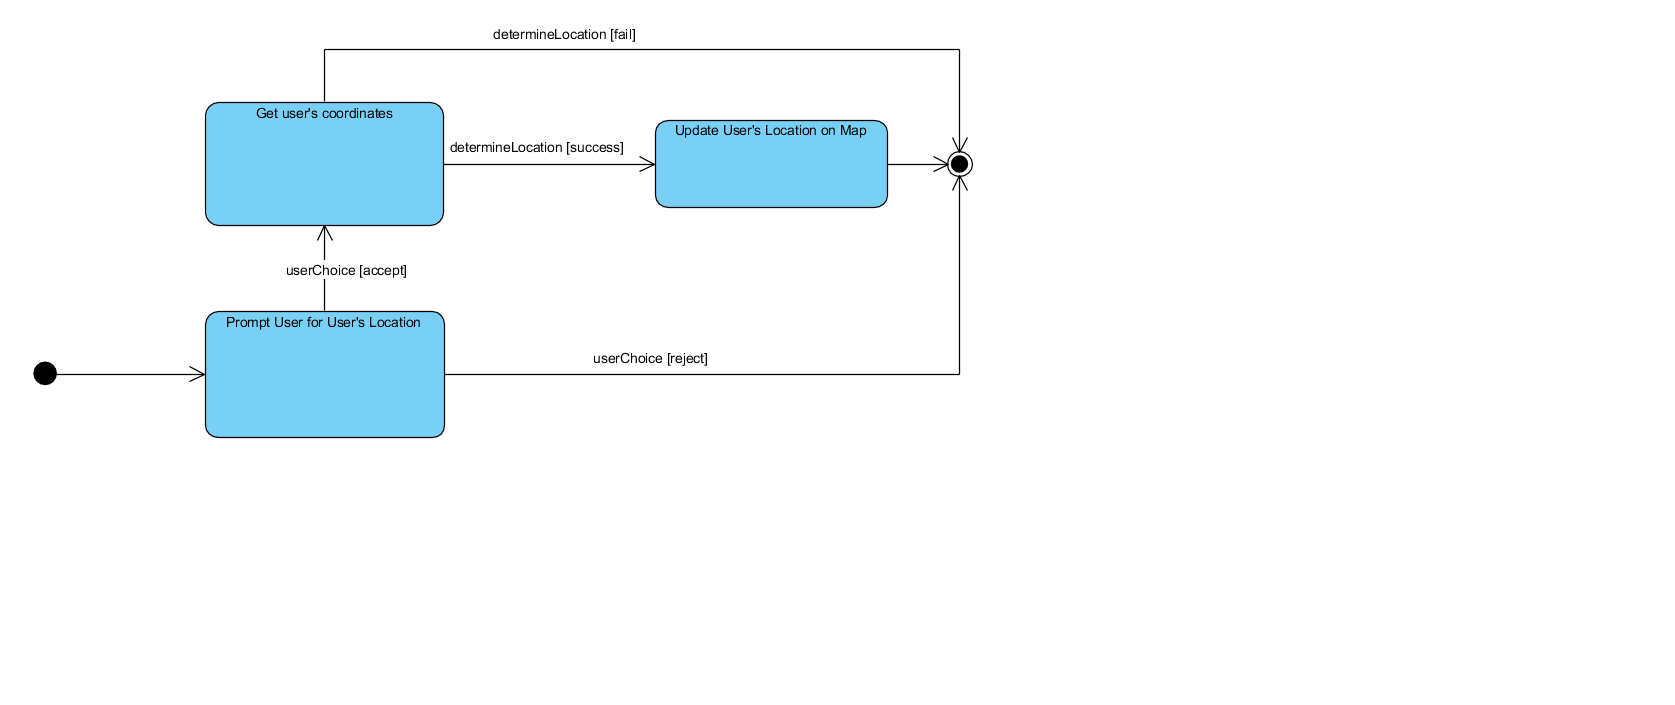 determineLocation [fail]
Get user's coordinates
Update User's Location on Map
determineLocation [success]
userChoice [accept]
Prompt User for User's Location
userChoice [reject]